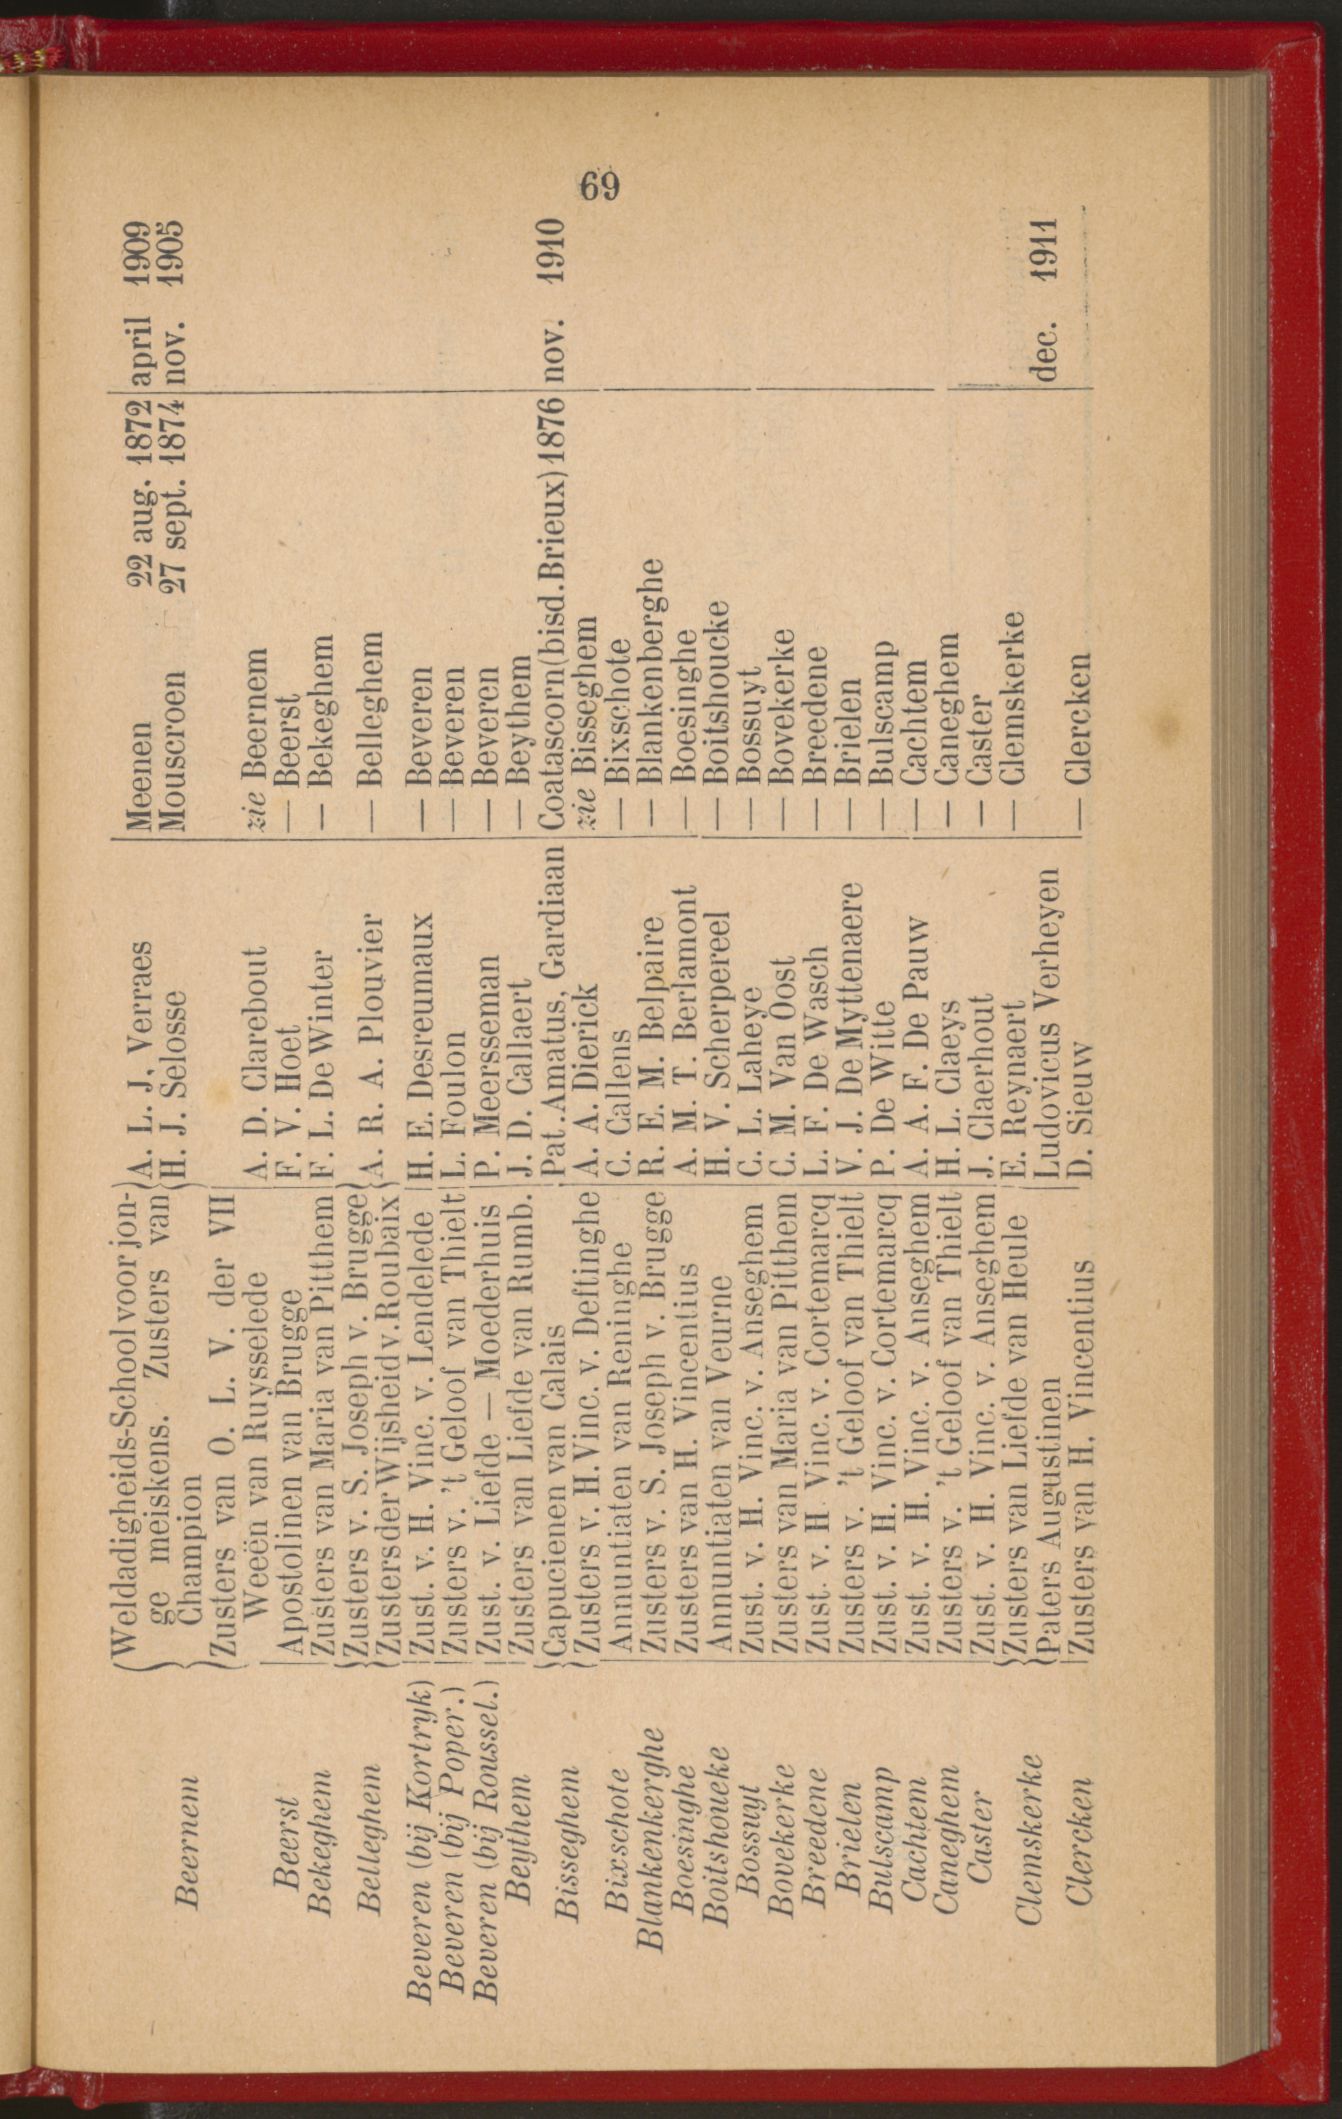 69
Beernem Weldadigheids-School voor jon- A. L. J. Verraes Meenen 22 aug. 1872 april 1909
ge meiskens. Zusters van H. J. Selosse Mouscroen 27 sept. 1874 nov. 1905
Champion
Zusters van O. L. V. der VII
Weeën van Ruysselede A. D. Clarebout zie Beernem
Beerst Apostolinen van Brugge F. V. Hoet — Beerst
Bekeghem Zusters van Maria van Pitthem F. L. De Winter — Bekeghem
Belleghem Zusters v. S. Joseph v. Brugge A. R. A. Plouvier — Belleghem
Zusters der Wijsheid v. Roubaix
Beveren (bij Kortryk) Zust. v. H. Vinc. v. Lendelede H. E. Desreumaux — Beveren
Beveren (bij Poper.) Zusters v. 't Geloof van Thielt L. Foulon — Beveren
Beveren (bij Roussel.) Zust. v. Liefde — Moederhuis P. Meersseman — Beveren
Beythem Zusters van Liefde van Rumb. J. D. Callaert — Beythem
Bisseghem Capucienen van Calais Pat. Amatus, Gardiaan Coatascorn (bisd. Brieux) 1876 nov. 1910
Zusters v. H. Vinc. v. Deftinghe A. A. Dierick zie Bisseghem
Bixschote Annuntiaten van Reninghe C. Callens — Bixschote
Blankenkerghe Zusters v. S. Joseph v. Brugge R. E. M. Belpaire — Blankenberghe
Boesinghe Zusters van H. Vincentius A. M. T. Berlamont — Boesinghe
Boitshoueke Annuntiaten van Veurne H. V. Scherpereel — Boitshoucke
Bossuyt Zust. v. H. Vinc. v. Anseghem C. L. Laheye — Bossuyt
Bovekerke Zusters van Maria van Pitthem C. M. Van Oost — Bovekerke
Breedene Zust. v. H Vinc. v. Cortemarcq L. F. De Wasch — Breedene
Brielen Zusters v. 't Geloof van Thielt V. J. De Myttenaere — Brielen
Bulscamp Zust. v. H. Vinc. v. Cortemarcq P. De Witte — Bulscamp
Cachtem Zust. v. H. Vinc. v. Anseghem A. A. F. De Pauw — Cachtem
Caneghem Zusters v. 't Geloof van Thielt H. L. Claeys — Caneghem
Caster Zust. v. H. Vinc. v. Anseghem J. Claerhout — Caster
Clemskerke Zusters van Liefde van Heule E. Reynaert — Clemskerke
Paters Augustinen Ludovicus Verheyen dec. 1911
Clercken Zusters van H. Vincentius D. Sieuw — Clercken